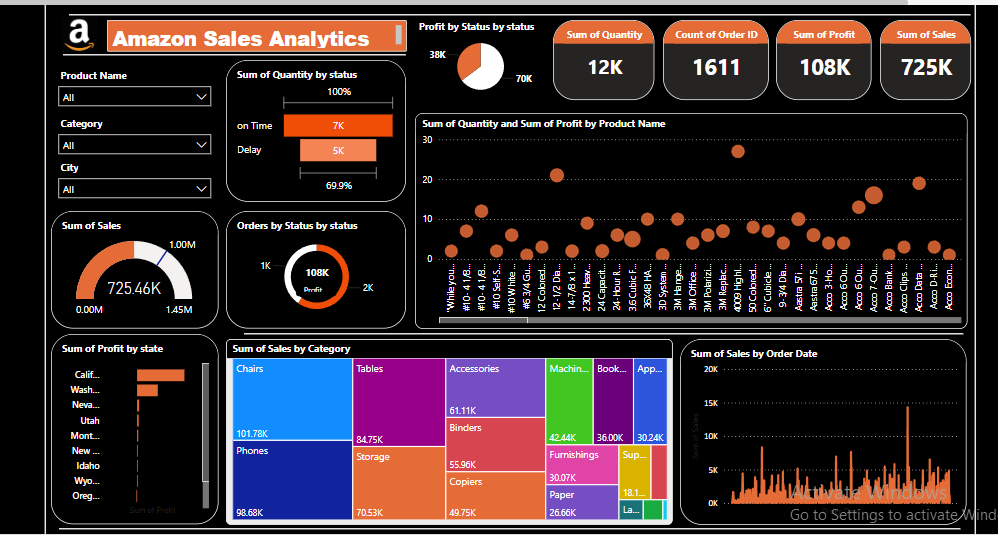 Amazon Sales Analytics
Product Name
All
Category
All
City
All
Sum of Quantity by status
100%
on Time
7K
Delay
5K
69.9%
Profit by Status by status
38K
70K
Sum of Quantity
12K
Count of Order ID
1611
Sum of Profit
108K
Sum of Sales
725K
Sum of Quantity and Sum of Profit by Product Name
30
20
10
0
"While you...
#10- 4 1/8...
#10- 4 1/8...
#10 Self-S...
#10 White...
#6 3/4 Gu...
12 Colored...
12-1/2 Dia...
14-7/8 x 1...
2300 Heav...
24 Capacit...
24-Hour R...
3.6 Cubic F...
36X48 HA...
3D System...
3M Hange...
3M Office ...
3M Polarizi...
3M Replac...
4009 Highl...
50 Colored...
6" Cubicle...
9-3/4 Dia...
Aastra 57i ...
Aastra 675...
Acco 3-Ho...
Acco 6 Ou...
Acco 6 Ou...
Acco 7-Ou...
Acco Bank...
Acco Clips ...
Acco Data ...
Acco D-Ri...
Acco Econ...
Sum of Sales
1.00M
725.46K
0.00M
1.45M
Orders by Status by status
1K
108K
Profit
2K
Sum of Profit by state
Calif...
Wash...
Neva...
Utah
Mont...
New ...
Idaho
Wyo...
Oreg...
Sum of Profit
Sum of Sales by Category
Chairs
101.78K
Phones
98.68K
Tables
84.75K
Storage
70.53K
Accessories
61.11K
Binders
55.96K
Copiers
49.75K
Machin...
42.44K
Book...
36.00K
App...
30.24K
Furnishings
30.07K
Paper
26.66K
Sup...
18.1...
La...
Sum of Sales by Order Date
20K
15K
10K
5K
0K
Sum of Sales
Activate Windows
Go to Settings to activate Wind